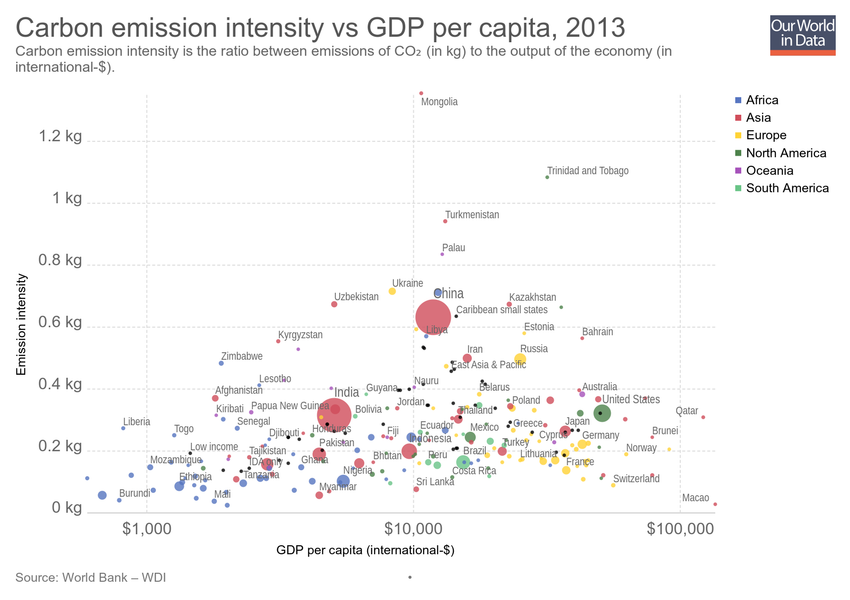 Carbon emission intensity vs GDP per capita, 2013
Carbon emission intensity is the ratio between emissions of CO₂ (in kg) to the output of the economy (in
international-$).
Our World
in Data
Africa
Asia
Europe
North America
Oceania
South America
Emission intensity
1.2 kg
1 kg
0.8 kg
0.6 kg
0.4 kg
0.2 kg
0 kg
Mongolia
Trinidad and Tobago
Turkmenistan
Palau
Ukraine
China
Uzbekistan
Kazakhstan
Caribbean small states
Libya
Estonia
Bahrain
Kyrgyzstan
Zimbabwe
Iran
Russia
East Asia & Pacific
Lesotho
Nauru
Guyana
Belarus
Australia
Afghanistan
India
Jordan
Poland
United States
Kiribati
Papua New Guinea
Bolivia
Thailand
Qatar
Liberia
Togo
Senegal
Djibouti
Honduras
Fiji
Ecuador
Mexico
Greece
Japan
Cyprus
Germany
Brunei
Indonesia
Low income
Tajikistan
Pakistan
Peru
Brazil
Turkey
Norway
Mozambique
IDA only
Ghana
Bhutan
Lithuania
France
Ethiopia
Tanzania
Nigeria
Costa Rica
Switzerland
Burundi
Mali
Myanmar
Sri Lanka
Macao
$1,000
$10,000
$100,000
GDP per capita (international-$)
Source: World Bank – WDI